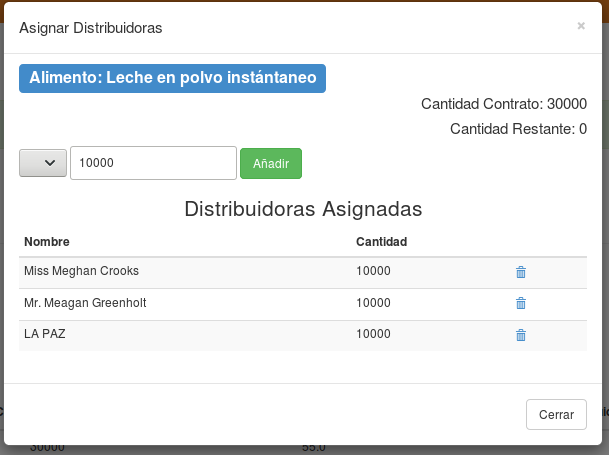 Asignar Distribuidoras ×
Alimento: Leche en polvo instántaneo
Cantidad Contrato: 30000
Cantidad Restante: 0
10000 Añadir
Distribuidoras Asignadas
Nombre Cantidad
Miss Meghan Crooks 10000
Mr. Meagan Greenholt 10000
LA PAZ 10000
Cerrar
30000 55.0